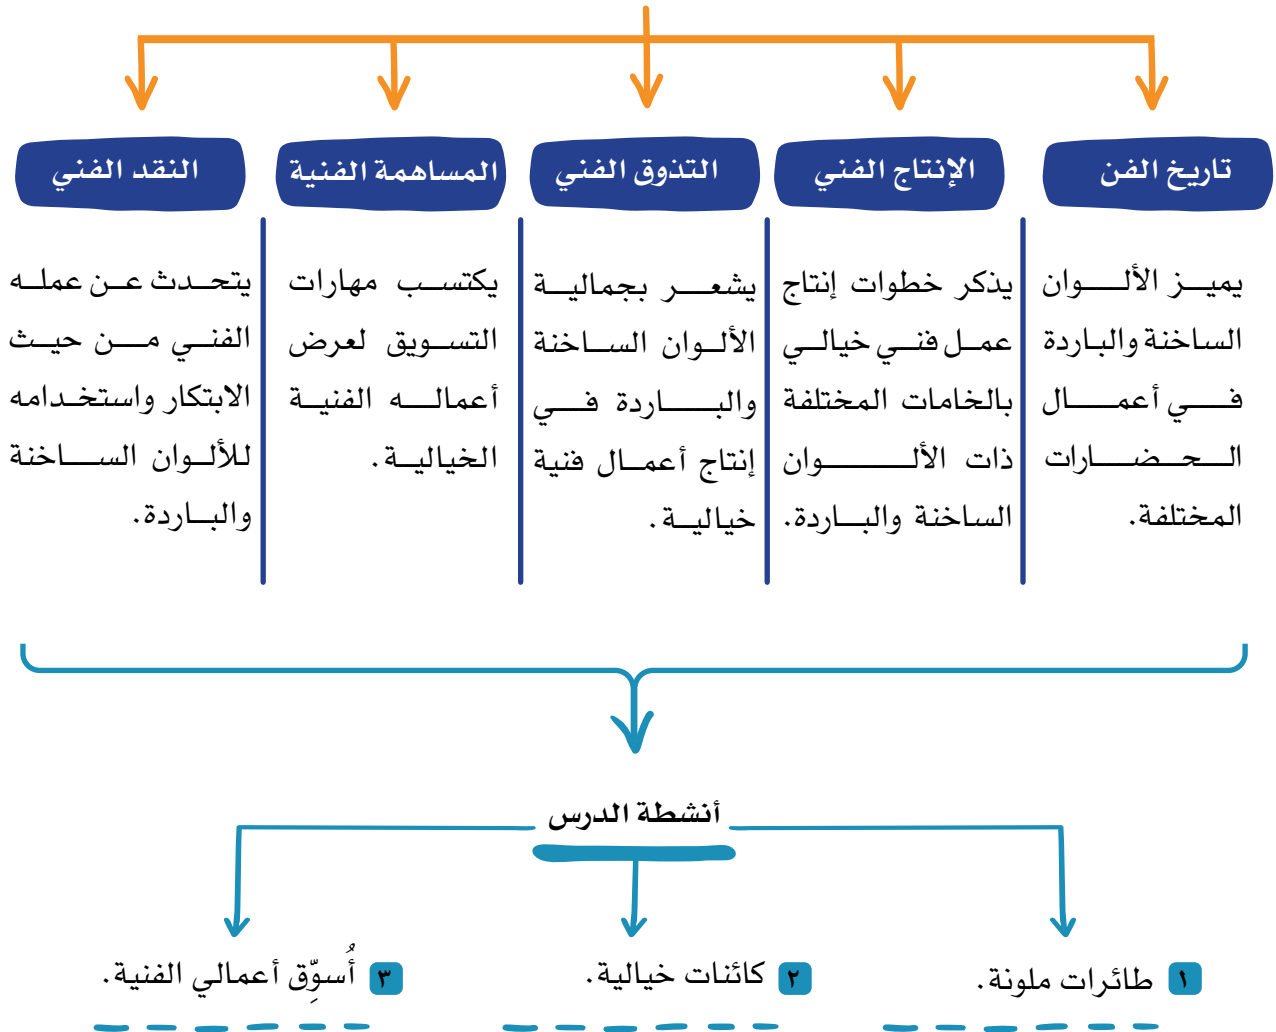 تاريخ الفن
يميز الألوان
الساخنة والباردة
في أعمال
الحضارات
المختلفة.
الإنتاج الفني
يذكر خطوات إنتاج
عمل فني خيالي
بالخامات المختلفة
ذات الألوان
الساخنة والباردة.
التذوق الفني
يشعر بجمالية
الألوان الساخنة
والباردة في
إنتاج أعمال فنية
خيالية.
المساهمة الفنية
يكتسب مهارات
التسويق لعرض
أعماله الفنية
الخيالية.
النقد الفني
يتحدث عن عمله
الفني من حيث
الابتكار واستخدامه
للألوان الساخنة
والباردة.
أنشطة الدرس
١ طائرات ملونة.
٢ كائنات خيالية.
٣ أُسوِّق أعمالي الفنية.